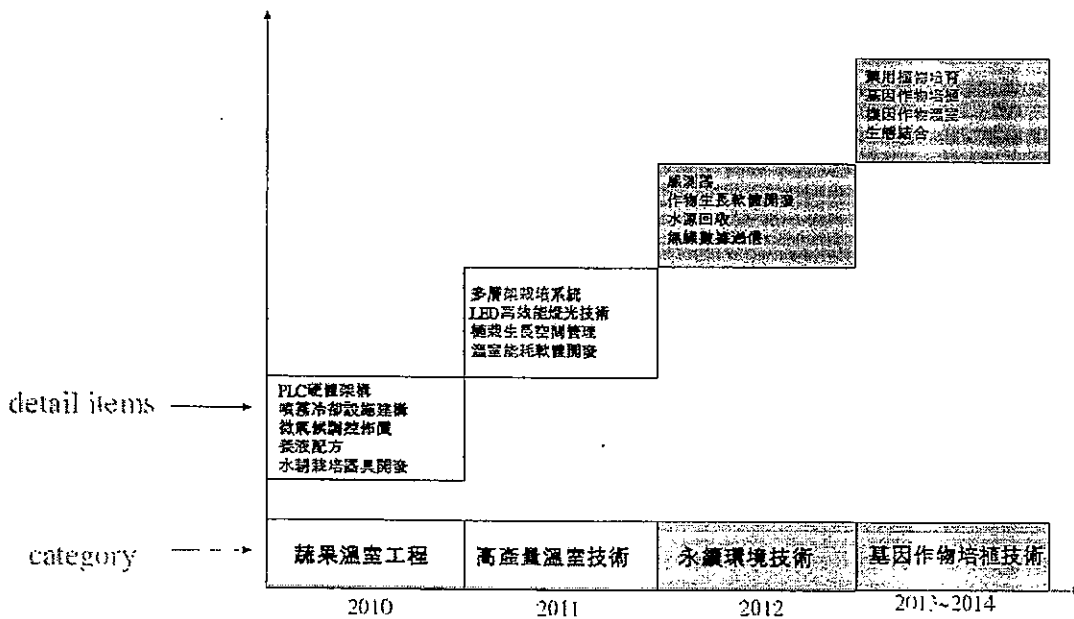 藥用植物培育
基因作物培植
基因作物溫室
生態結合
感測器
作物生長軟體開發
水源回收
無線數據通信
多層架栽培系統
LED高效能燈光技術
植栽生長空間管理
溫室能耗軟體開發
detail items
PLC硬體架構
噴霧冷卻設施建構
微氣候調控佈價
養液配方
水耕栽培器具開發
category
蔬果溫室工程
高產量溫室技術
永續環境技術
基因作物培植技術
2010
2011
2012
2013~2014